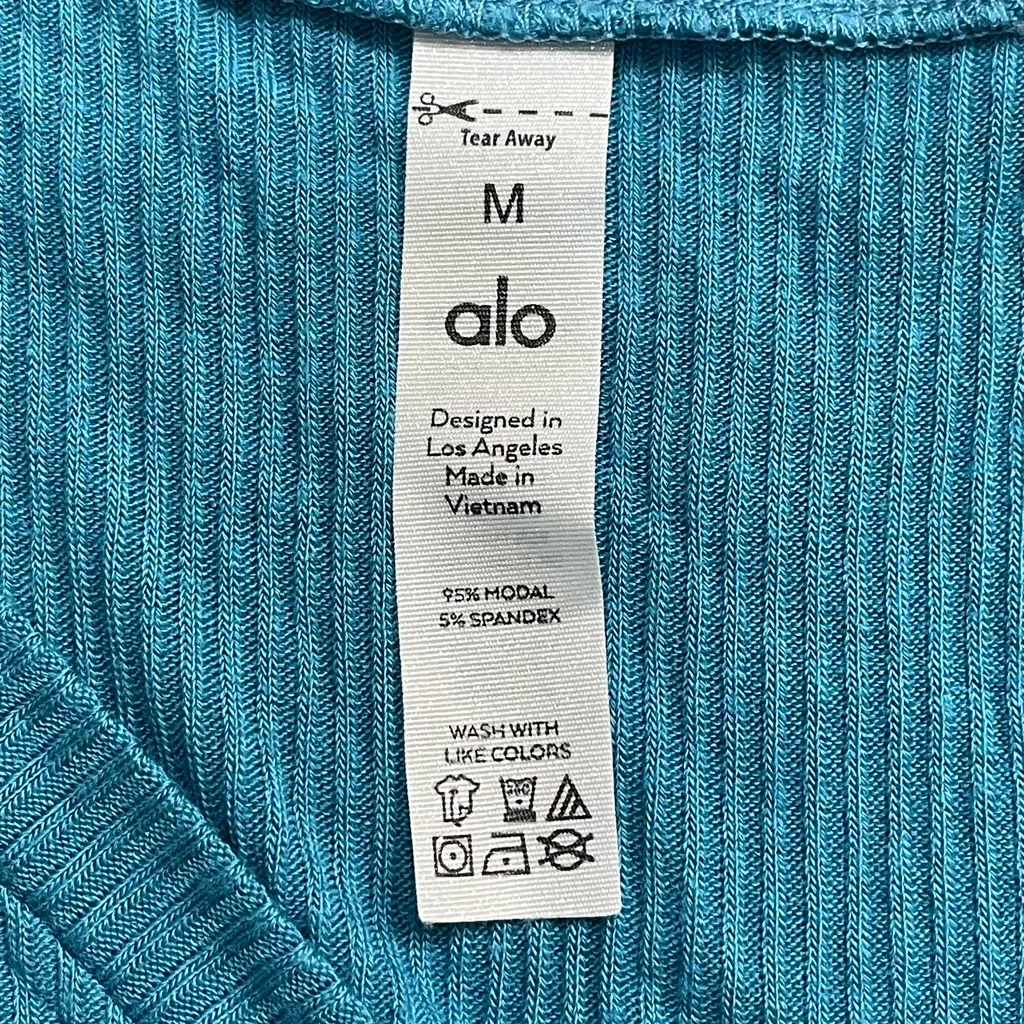 Tear Away
M
alo
Designed in
Los Angeles
Made in
Vietnam
95% MODAL
5% SPANDEX
WASH WITH
LIKE COLORS